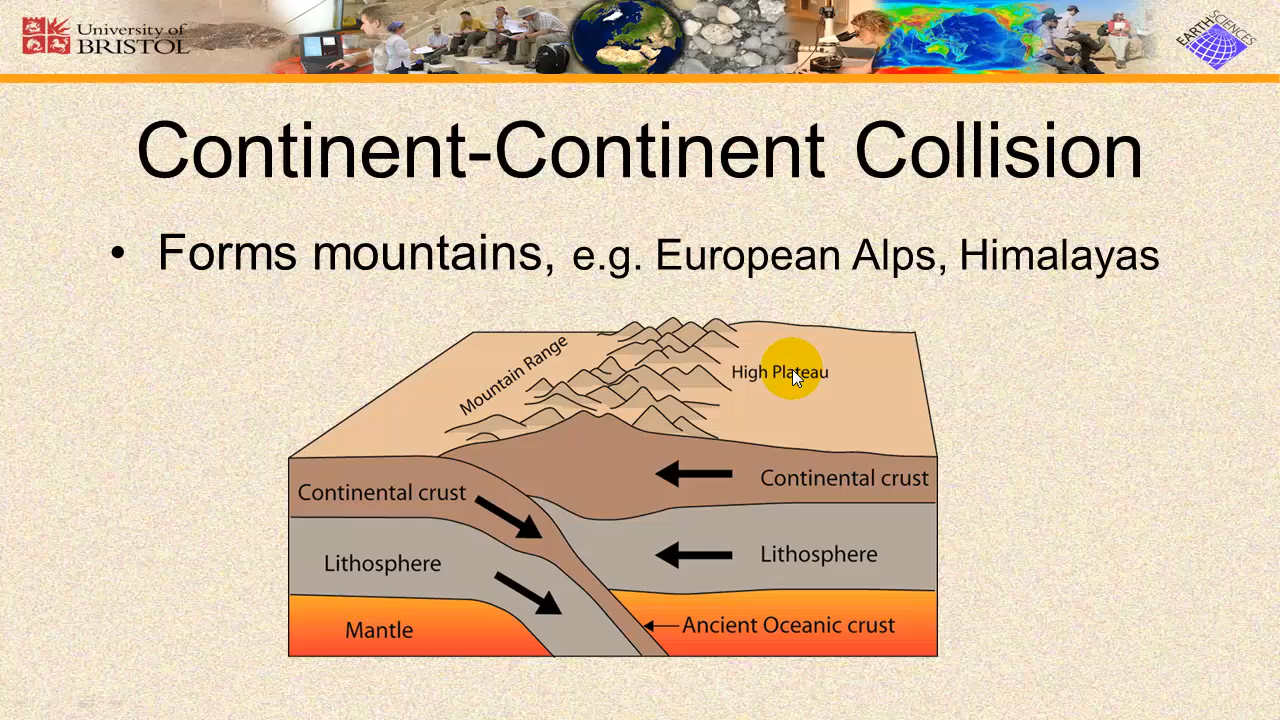 University of
BRISTOL
EARTH SCIENCES
Continent-Continent Collision
• Forms mountains, e.g. European Alps, Himalayas
Mountain Range
High Plateau
Continental crust
Continental crust
Lithosphere
Lithosphere
Mantle
Ancient Oceanic crust